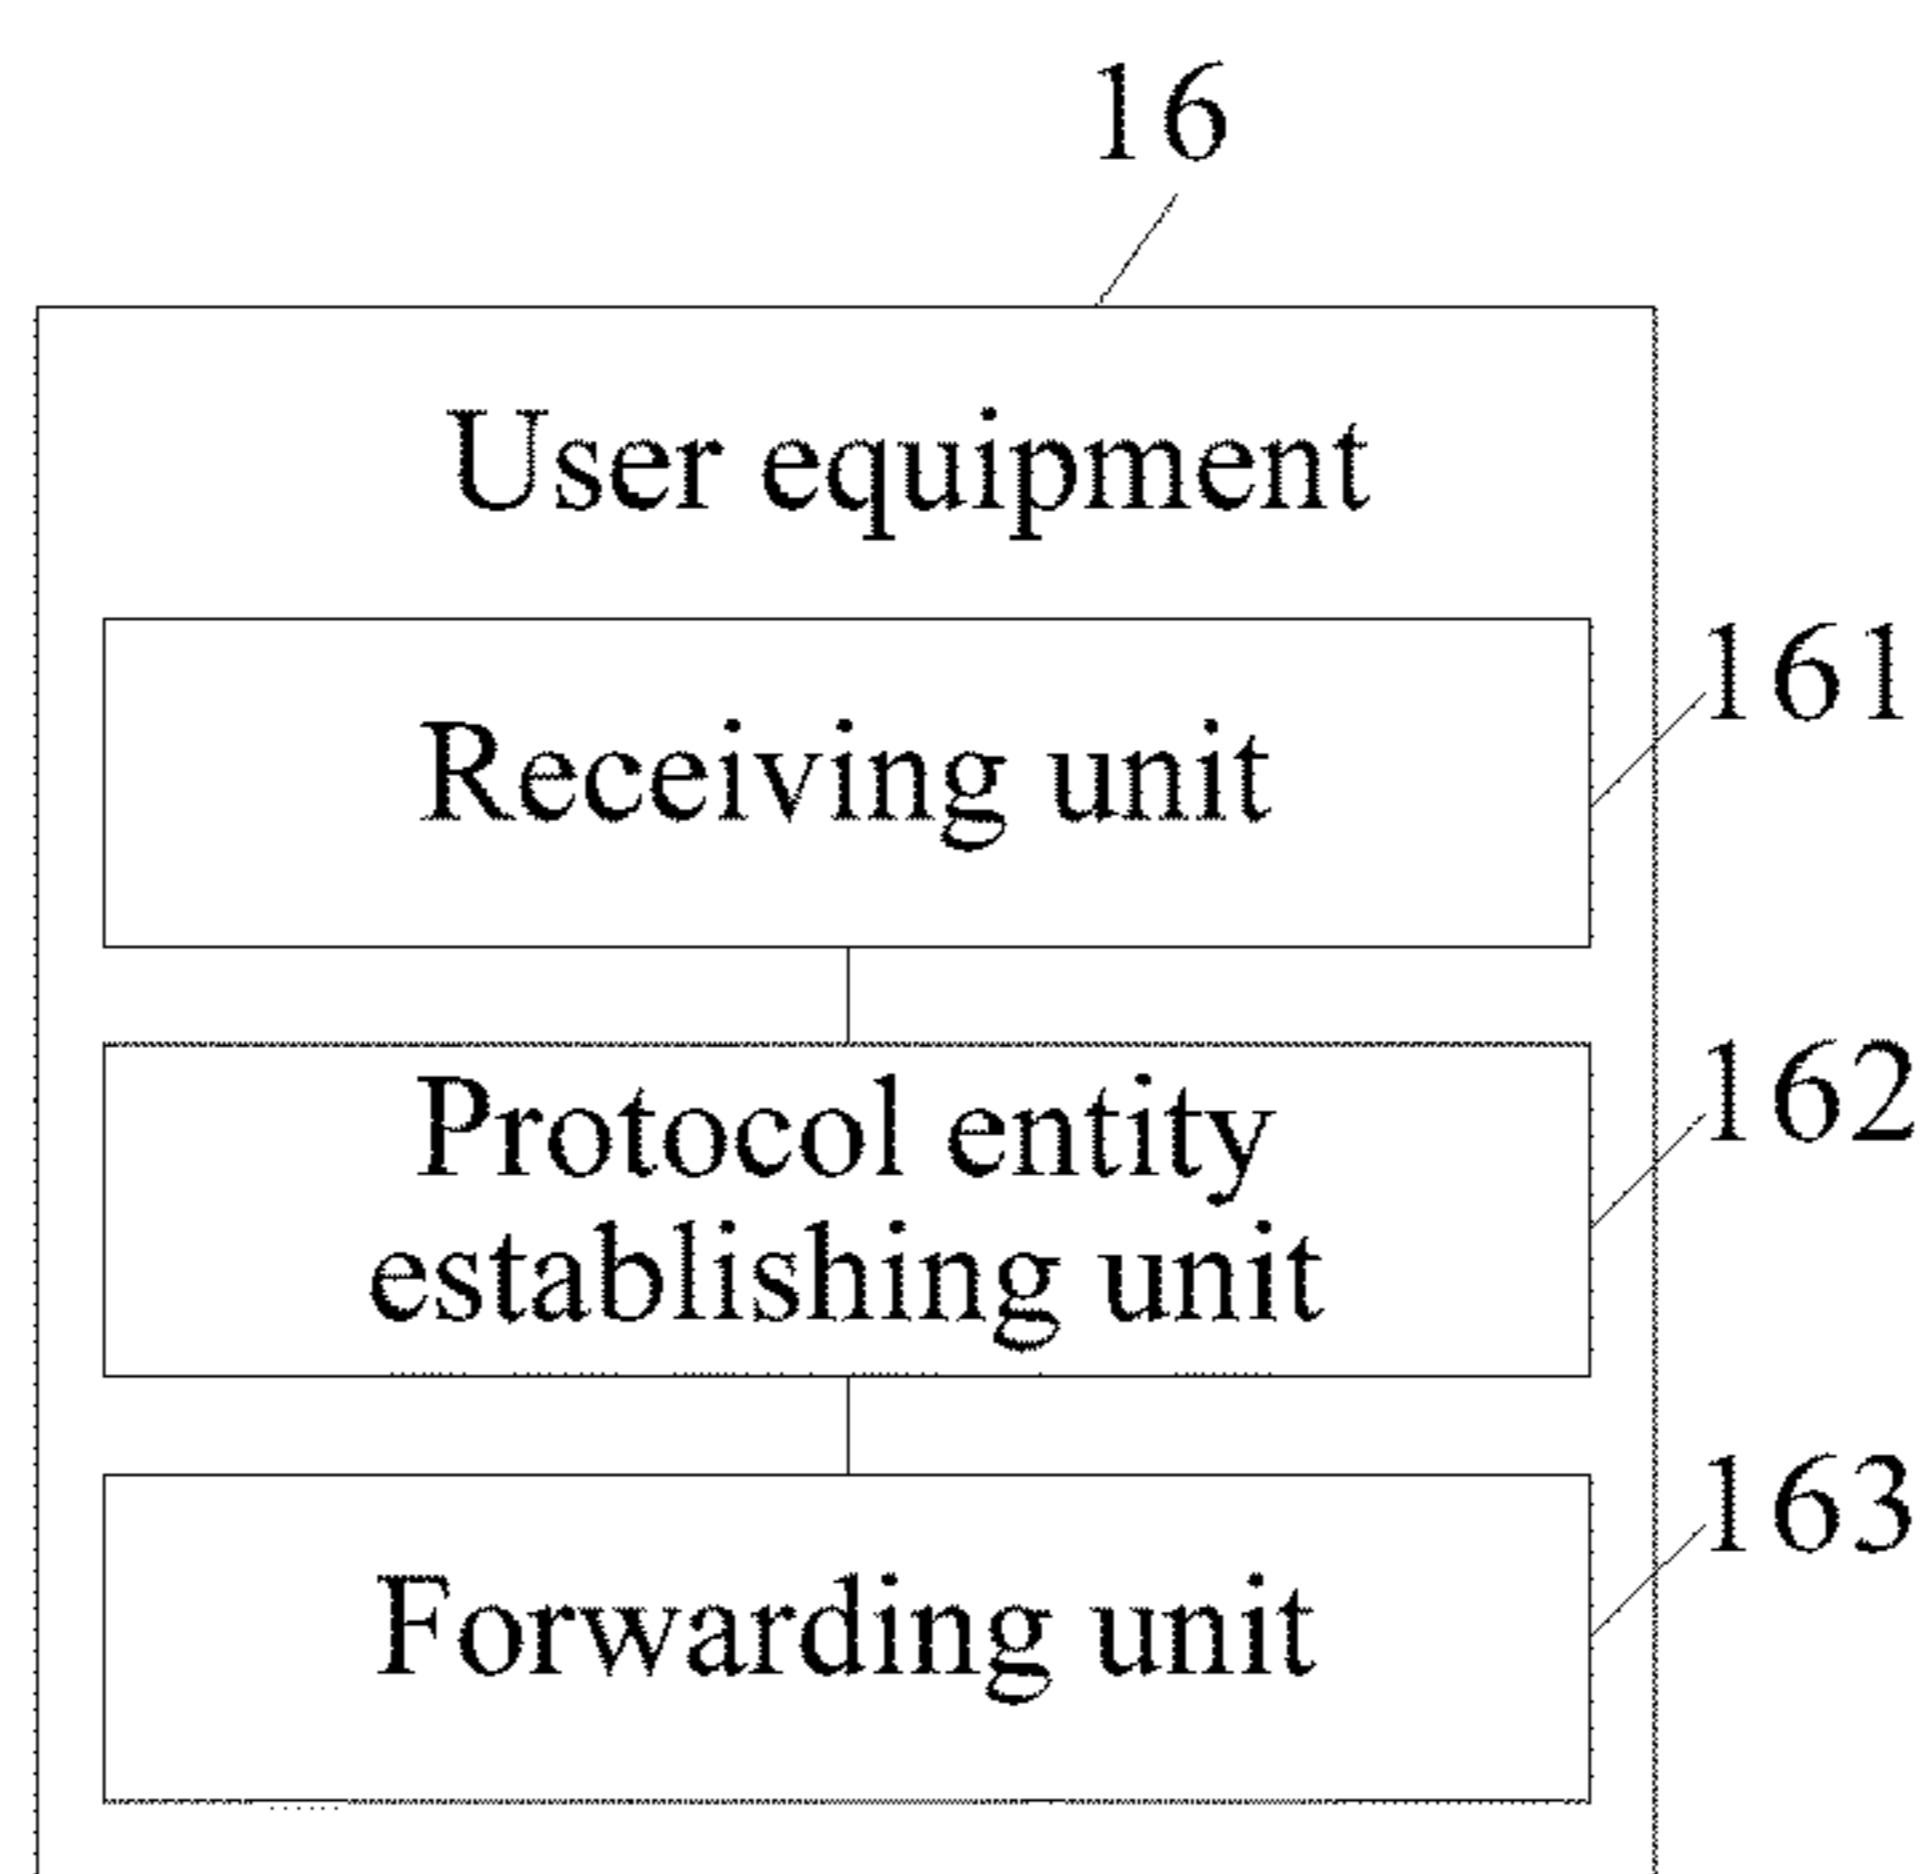 16
User equipment
161
Receiving unit
162
Protocol entity
establishing unit
163
Forwarding unit